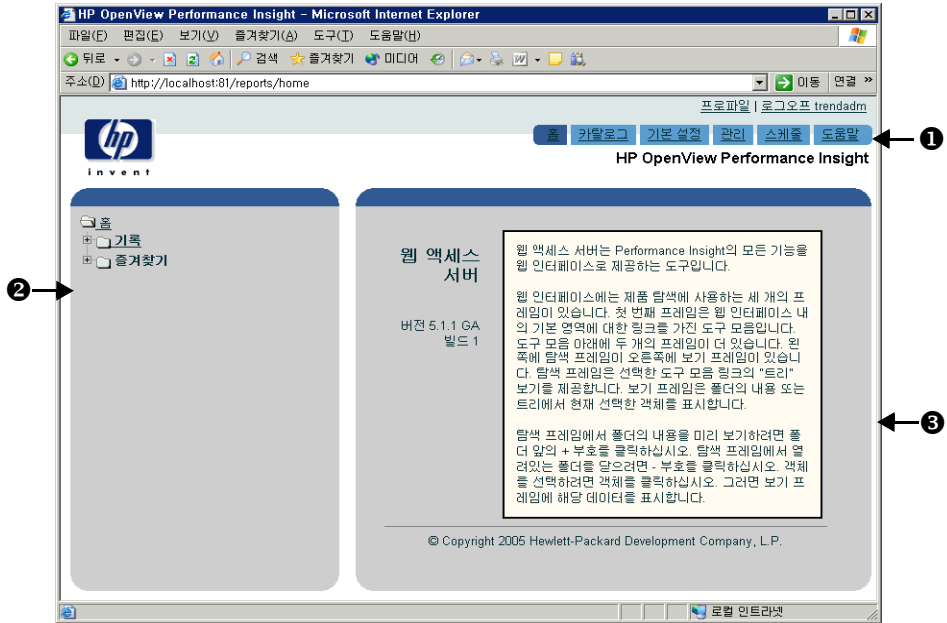 HP OpenView Performance Insight - Microsoft Internet Explorer
파일(F) 편집(E) 보기(V) 즐겨찾기(A) 도구(T) 도움말(H)
뒤로 검색 즐겨찾기 미디어
주소(D) http://localhost:81/reports/home 이동 연결 »
프로파일 | 로그오프 trendadm
hp
invent
홈 카탈로그 기본 설정 관리 스케줄 도움말
❶
HP OpenView Performance Insight
홈
기록
즐겨찾기
❷
웹 액세스
서버
버전 5.1.1 GA
빌드 1
웹 액세스 서버는 Performance Insight의 모든 기능을
웹 인터페이스로 제공하는 도구입니다.
웹 인터페이스에는 제품 탐색에 사용하는 세 개의 프
레임이 있습니다. 첫 번째 프레임은 웹 인터페이스 내
의 기본 영역에 대한 링크를 가진 도구 모음입니다.
도구 모음 아래에 두 개의 프레임이 더 있습니다. 왼
쪽에 탐색 프레임이 오른쪽에 보기 프레임이 있습니
다. 탐색 프레임은 선택한 도구 모음 링크의 "트리"
보기를 제공합니다. 보기 프레임은 폴더의 내용 또는
트리에서 현재 선택한 객체를 표시합니다.
탐색 프레임에서 폴더의 내용을 미리 보기하려면 폴
더 앞의 + 부호를 클릭하십시오. 탐색 프레임에서 열
려있는 폴더를 닫으려면 - 부호를 클릭하십시오. 객체
를 선택하려면 객체를 클릭하십시오. 그러면 보기 프
레임에 해당 데이터를 표시합니다.
❸
© Copyright 2005 Hewlett-Packard Development Company, L.P.
로컬 인트라넷